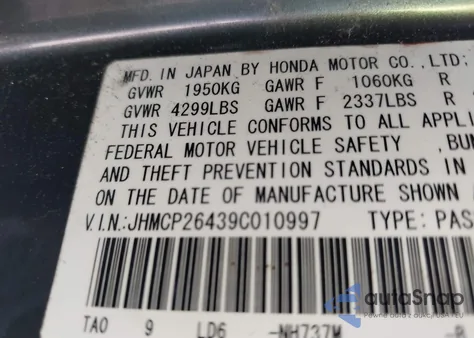 MFD. IN JAPAN BY HONDA MOTOR CO.,LTD;
GVWR 1950KG GAWR F 1060KG R
GVWR 4299LBS GAWR F 2337LBS R
THIS VEHICLE CONFORMS TO ALL APPLI
FEDERAL MOTOR VEHICLE SAFETY ,BUM
AND THEFT PREVENTION STANDARDS IN
ON THE DATE OF MANUFACTURE SHOWN
V.I.N.:JHMCP26439C010997 TYPE: PAS
TA0 9 LD6 -NH737M
autoSnap